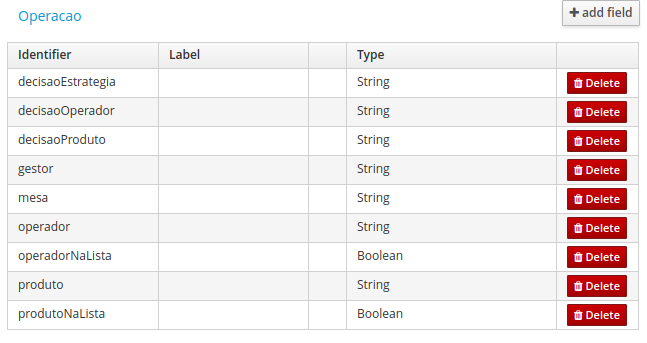 Operacao
add field
Identifier Label Type
decisaoEstrategia String Delete
decisaoOperador String Delete
decisaoProduto String Delete
gestor String Delete
mesa String Delete
operador String Delete
operadorNaLista Boolean Delete
produto String Delete
produtoNaLista Boolean Delete